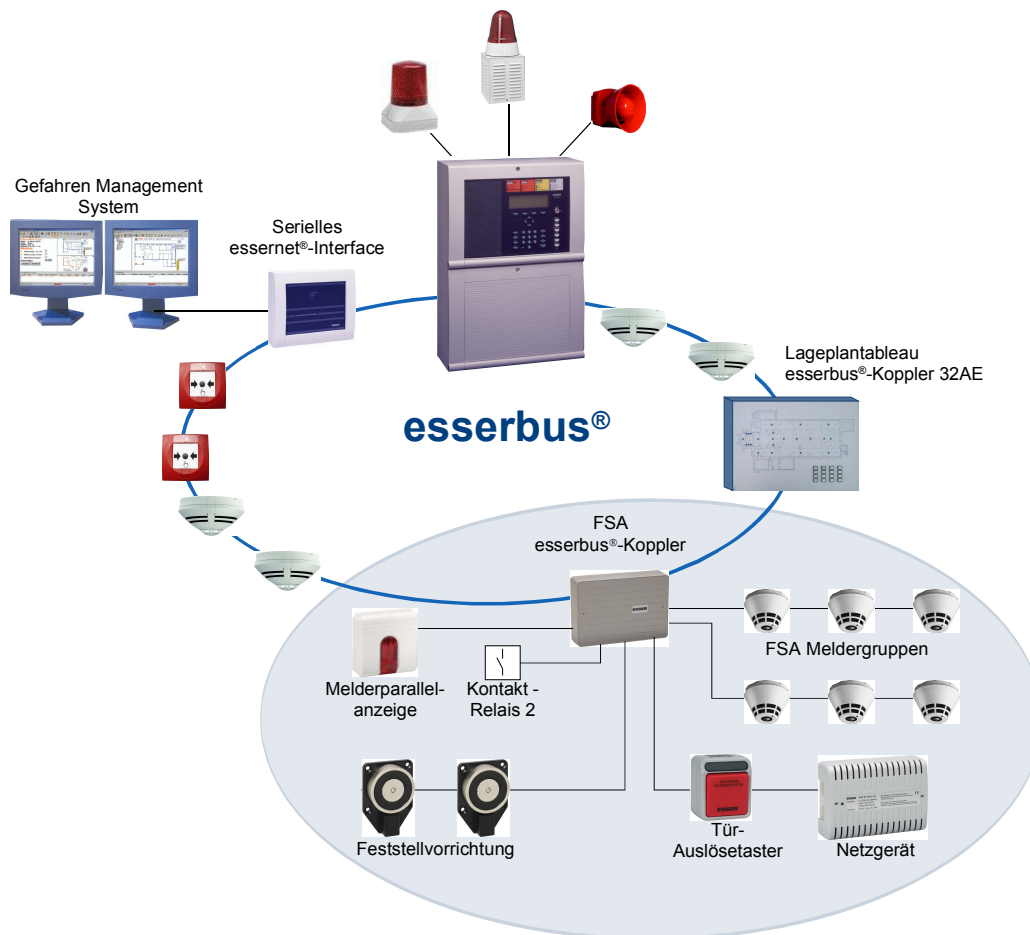 Gefahren Management
System
Serielles
essernet®-Interface
Lageplantableau
esserbus®-Koppler 32AE
esserbus®
FSA
esserbus®-Koppler
FSA Meldergruppen
Melderparallel-
anzeige
Kontakt -
Relais 2
Feststellvorrichtung
Tür-
Auslösetaster
Netzgerät